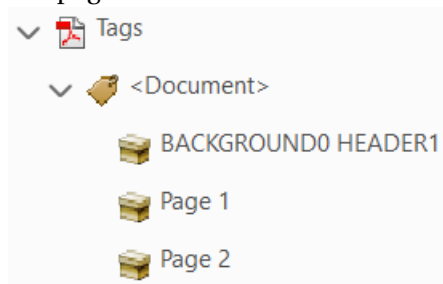 Tags
<Document>
BACKGROUND0 HEADER1
Page 1
Page 2